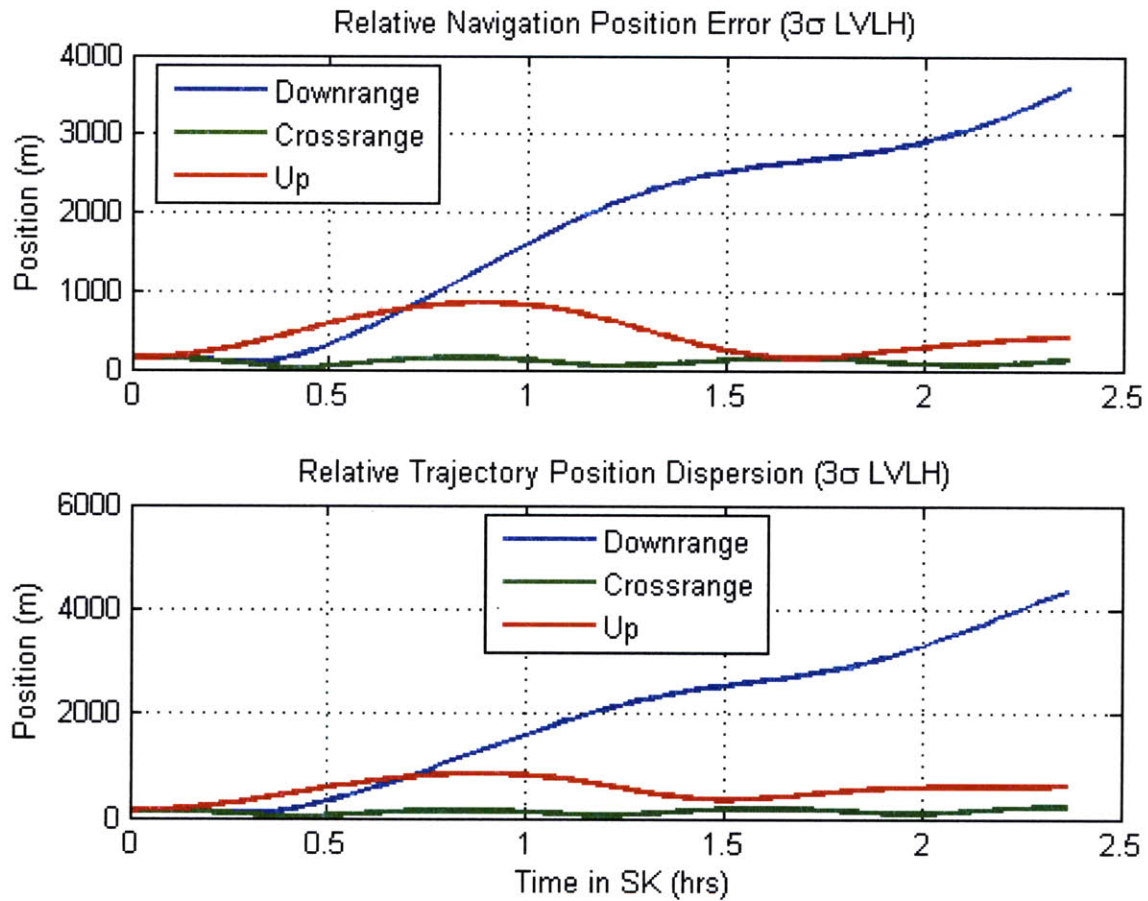 Relative Navigation Position Error (3σ LVLH)
Position (m)
4000
3000
2000
1000
0
Downrange
Crossrange
Up
0 0.5 1 1.5 2 2.5
Relative Trajectory Position Dispersion (3σ LVLH)
Position (m)
6000
4000
2000
0
Downrange
Crossrange
Up
0 0.5 1 1.5 2 2.5
Time in SK (hrs)